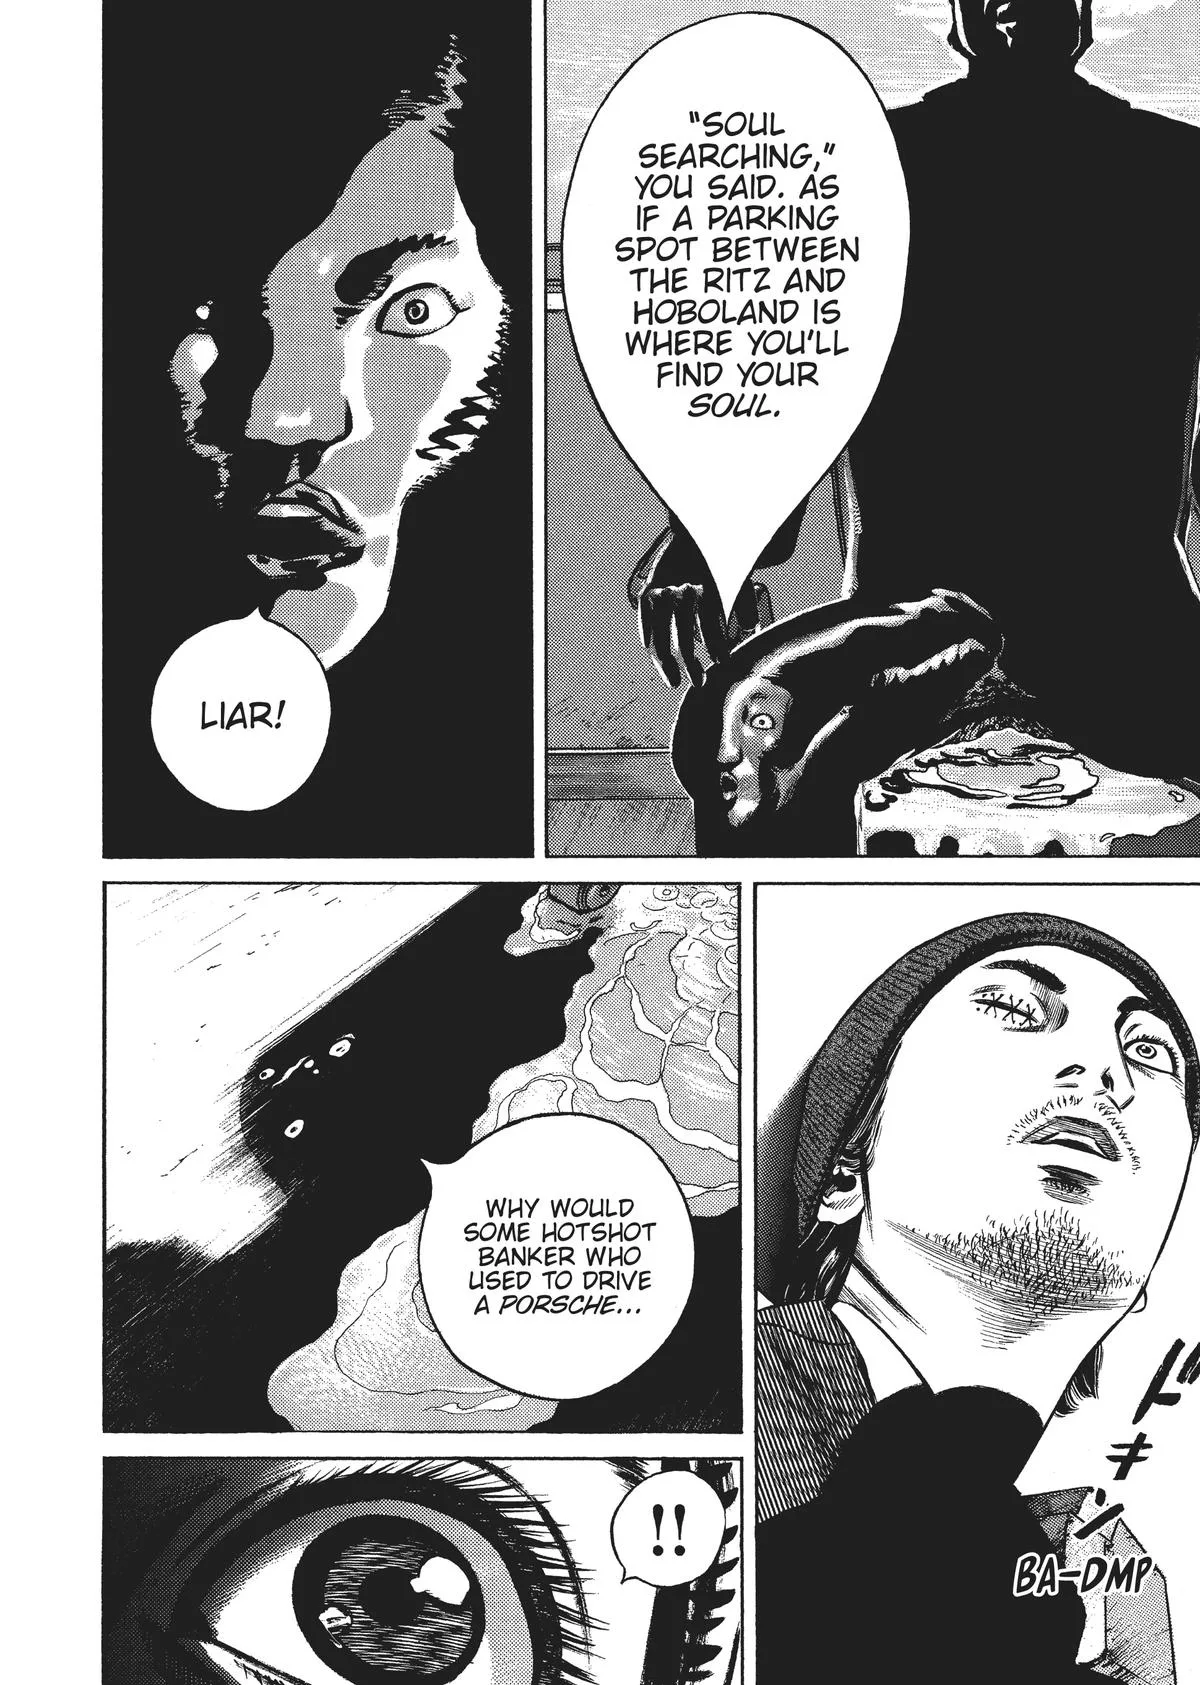 "SOUL
SEARCHING,"
YOU SAID. AS
IF A PARKING
SPOT BETWEEN
THE RITZ AND
HOBOLAND IS
WHERE YOU'LL
FIND YOUR
SOUL.
LIAR!
ドキン
BA-DMP
WHY WOULD
SOME HOTSHOT
BANKER WHO
USED TO DRIVE
A PORSCHE...
!!